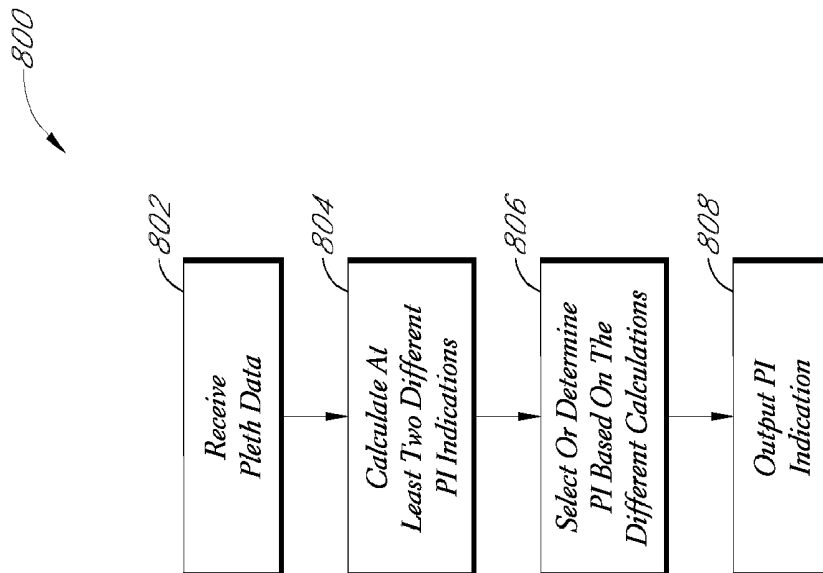 800
802
Receive
Pleth Data
804
Calculate At
Least Two Different
PI Indications
806
Select Or Determine
PI Based On The
Different Calculations
808
Output PI
Indication